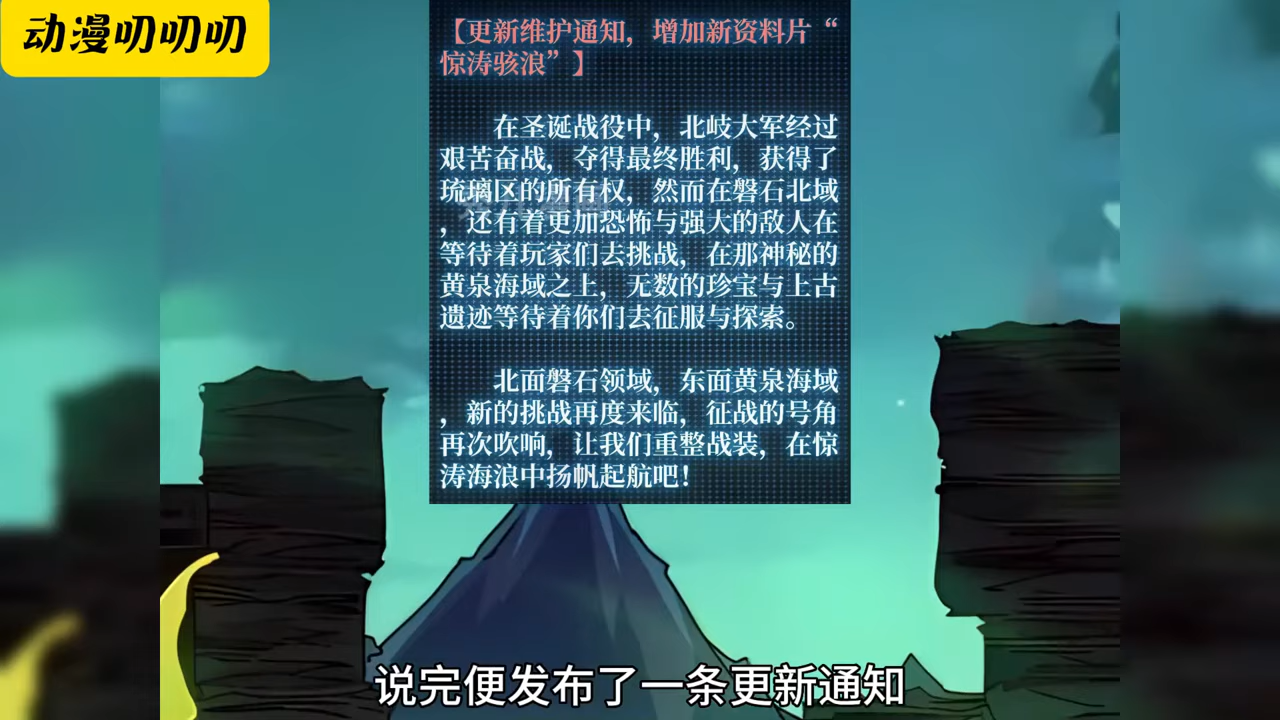 动漫叨叨叨
【更新维护通知，增加新资料片“
惊涛骇浪”】
在圣诞战役中，北岐大军经过
艰苦奋战，夺得最终胜利，获得了
琉璃区的所有权，然而在磐石北域
，还有着更加恐怖与强大的敌人在
等待着玩家们去挑战，在那神秘的
黄泉海域之上，无数的珍宝与上古
遗迹等待着你们去征服与探索。
北面磐石领域，东面黄泉海域
，新的挑战再度来临，征战的号角
再次吹响，让我们重整战装，在惊
涛海浪中扬帆起航吧！
说完便发布了一条更新通知